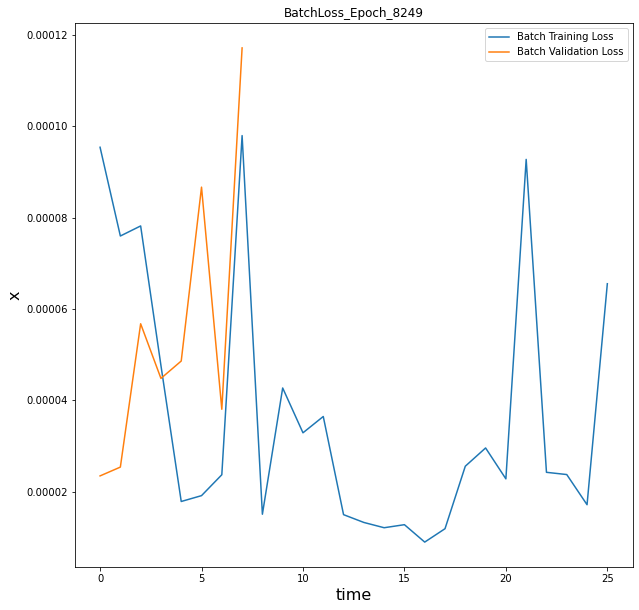 BatchLoss_Epoch_8249
Batch Training Loss
Batch Validation Loss
0.00012
0.00010
0.00008
0.00006
0.00004
0.00002
x
0
5
10
15
20
25
time